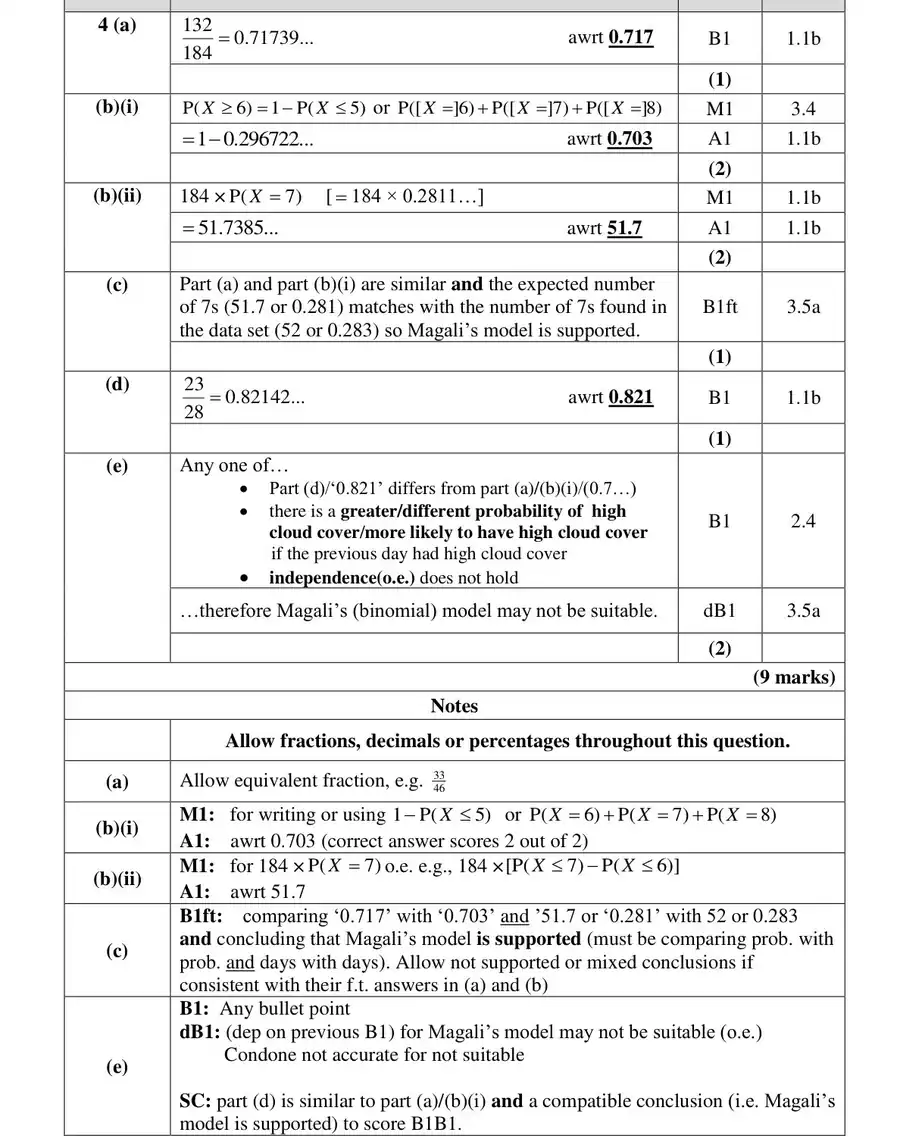 4 (a) 132/184 = 0.71739... awrt 0.717 B1 1.1b
(1)
(b)(i) P( X ≥ 6) = 1 − P( X ≤ 5) or P([ X =]6) + P([ X =]7) + P([ X =]8) M1 3.4
= 1 − 0.296722... awrt 0.703 A1 1.1b
(2)
(b)(ii) 184 × P( X = 7) [ = 184 × 0.2811…] M1 1.1b
= 51.7385... awrt 51.7 A1 1.1b
(2)
(c) Part (a) and part (b)(i) are similar and the expected number
of 7s (51.7 or 0.281) matches with the number of 7s found in
the data set (52 or 0.283) so Magali’s model is supported. B1ft 3.5a
(1)
(d) 23/28 = 0.82142... awrt 0.821 B1 1.1b
(1)
(e) Any one of…
• Part (d)/‘0.821’ differs from part (a)/(b)(i)/(0.7…)
• there is a greater/different probability of high
cloud cover/more likely to have high cloud cover
if the previous day had high cloud cover
• independence(o.e.) does not hold
B1 2.4
…therefore Magali’s (binomial) model may not be suitable. dB1 3.5a
(2)
(9 marks)
Notes
Allow fractions, decimals or percentages throughout this question.
(a) Allow equivalent fraction, e.g. 33/46
(b)(i) M1: for writing or using 1 − P( X ≤ 5) or P( X = 6) + P( X = 7) + P( X = 8)
A1: awrt 0.703 (correct answer scores 2 out of 2)
(b)(ii) M1: for 184 × P( X = 7) o.e. e.g., 184 ×[P( X ≤ 7) − P( X ≤ 6)]
A1: awrt 51.7
(c) B1ft: comparing ‘0.717’ with ‘0.703’ and ’51.7 or ‘0.281’ with 52 or 0.283
and concluding that Magali’s model is supported (must be comparing prob. with
prob. and days with days). Allow not supported or mixed conclusions if
consistent with their f.t. answers in (a) and (b)
(e) B1: Any bullet point
dB1: (dep on previous B1) for Magali’s model may not be suitable (o.e.)
Condone not accurate for not suitable
SC: part (d) is similar to part (a)/(b)(i) and a compatible conclusion (i.e. Magali’s
model is supported) to score B1B1.